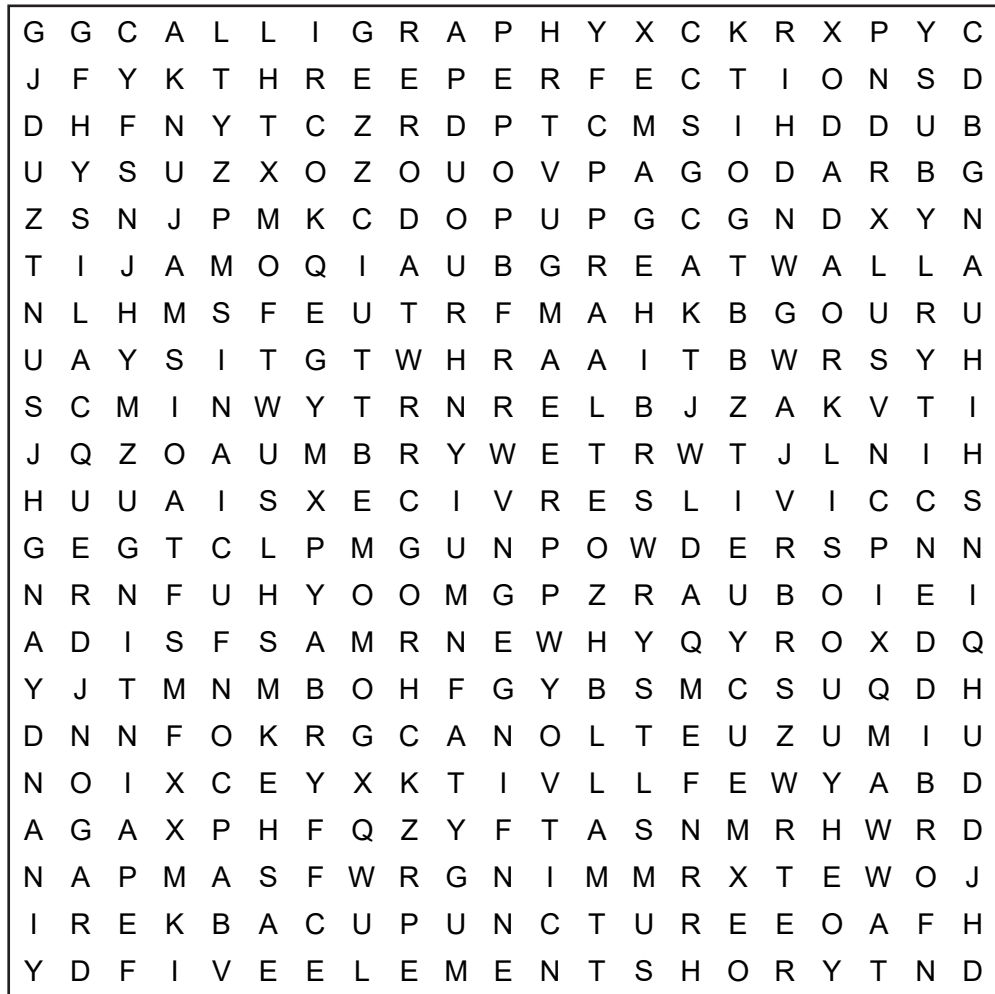 G G C A L L I G R A P H Y X C K R X P Y C
J F Y K T H R E E P E R F E C T I O N S D
D H F N Y T C Z R D P T C M S I H D D U B
U Y S U Z X O Z O U O V P A G O D A R B G
Z S N J P M K C D O P U P G C G N D X Y N
T I J A M O Q I A U B G R E A T W A L L A
N L H M S F E U T R F M A H K B G O U R U
U A Y S I T G T W H R A A I T B W R S Y H
S C M I N W Y T R N R E L B J Z A K V T I
J Q Z O A U M B R Y W E T R W T J L N I H
H U U A I S X E C I V R E S L I V I C C S
G E G T C L P M G U N P O W D E R S P N N
N R N F U H Y O O M G P Z R A U B O I E I
A D I S F S A M R N E W H Y Q Y R O X D Q
Y J T M N M B O H F G Y B S M C S U Q D H
D N N F O K R G C A N O L T E U Z U M I U
N O I X C E Y X K T I V L L F E W Y A B D
A G A X P H F Q Z Y F T A S N M R H W R D
N A P M A S F W R G N I M M R X T E W O J
I R E K B A C U P U N C T U R E E O A F H
Y D F I V E E L E M E N T S H O R Y T N D